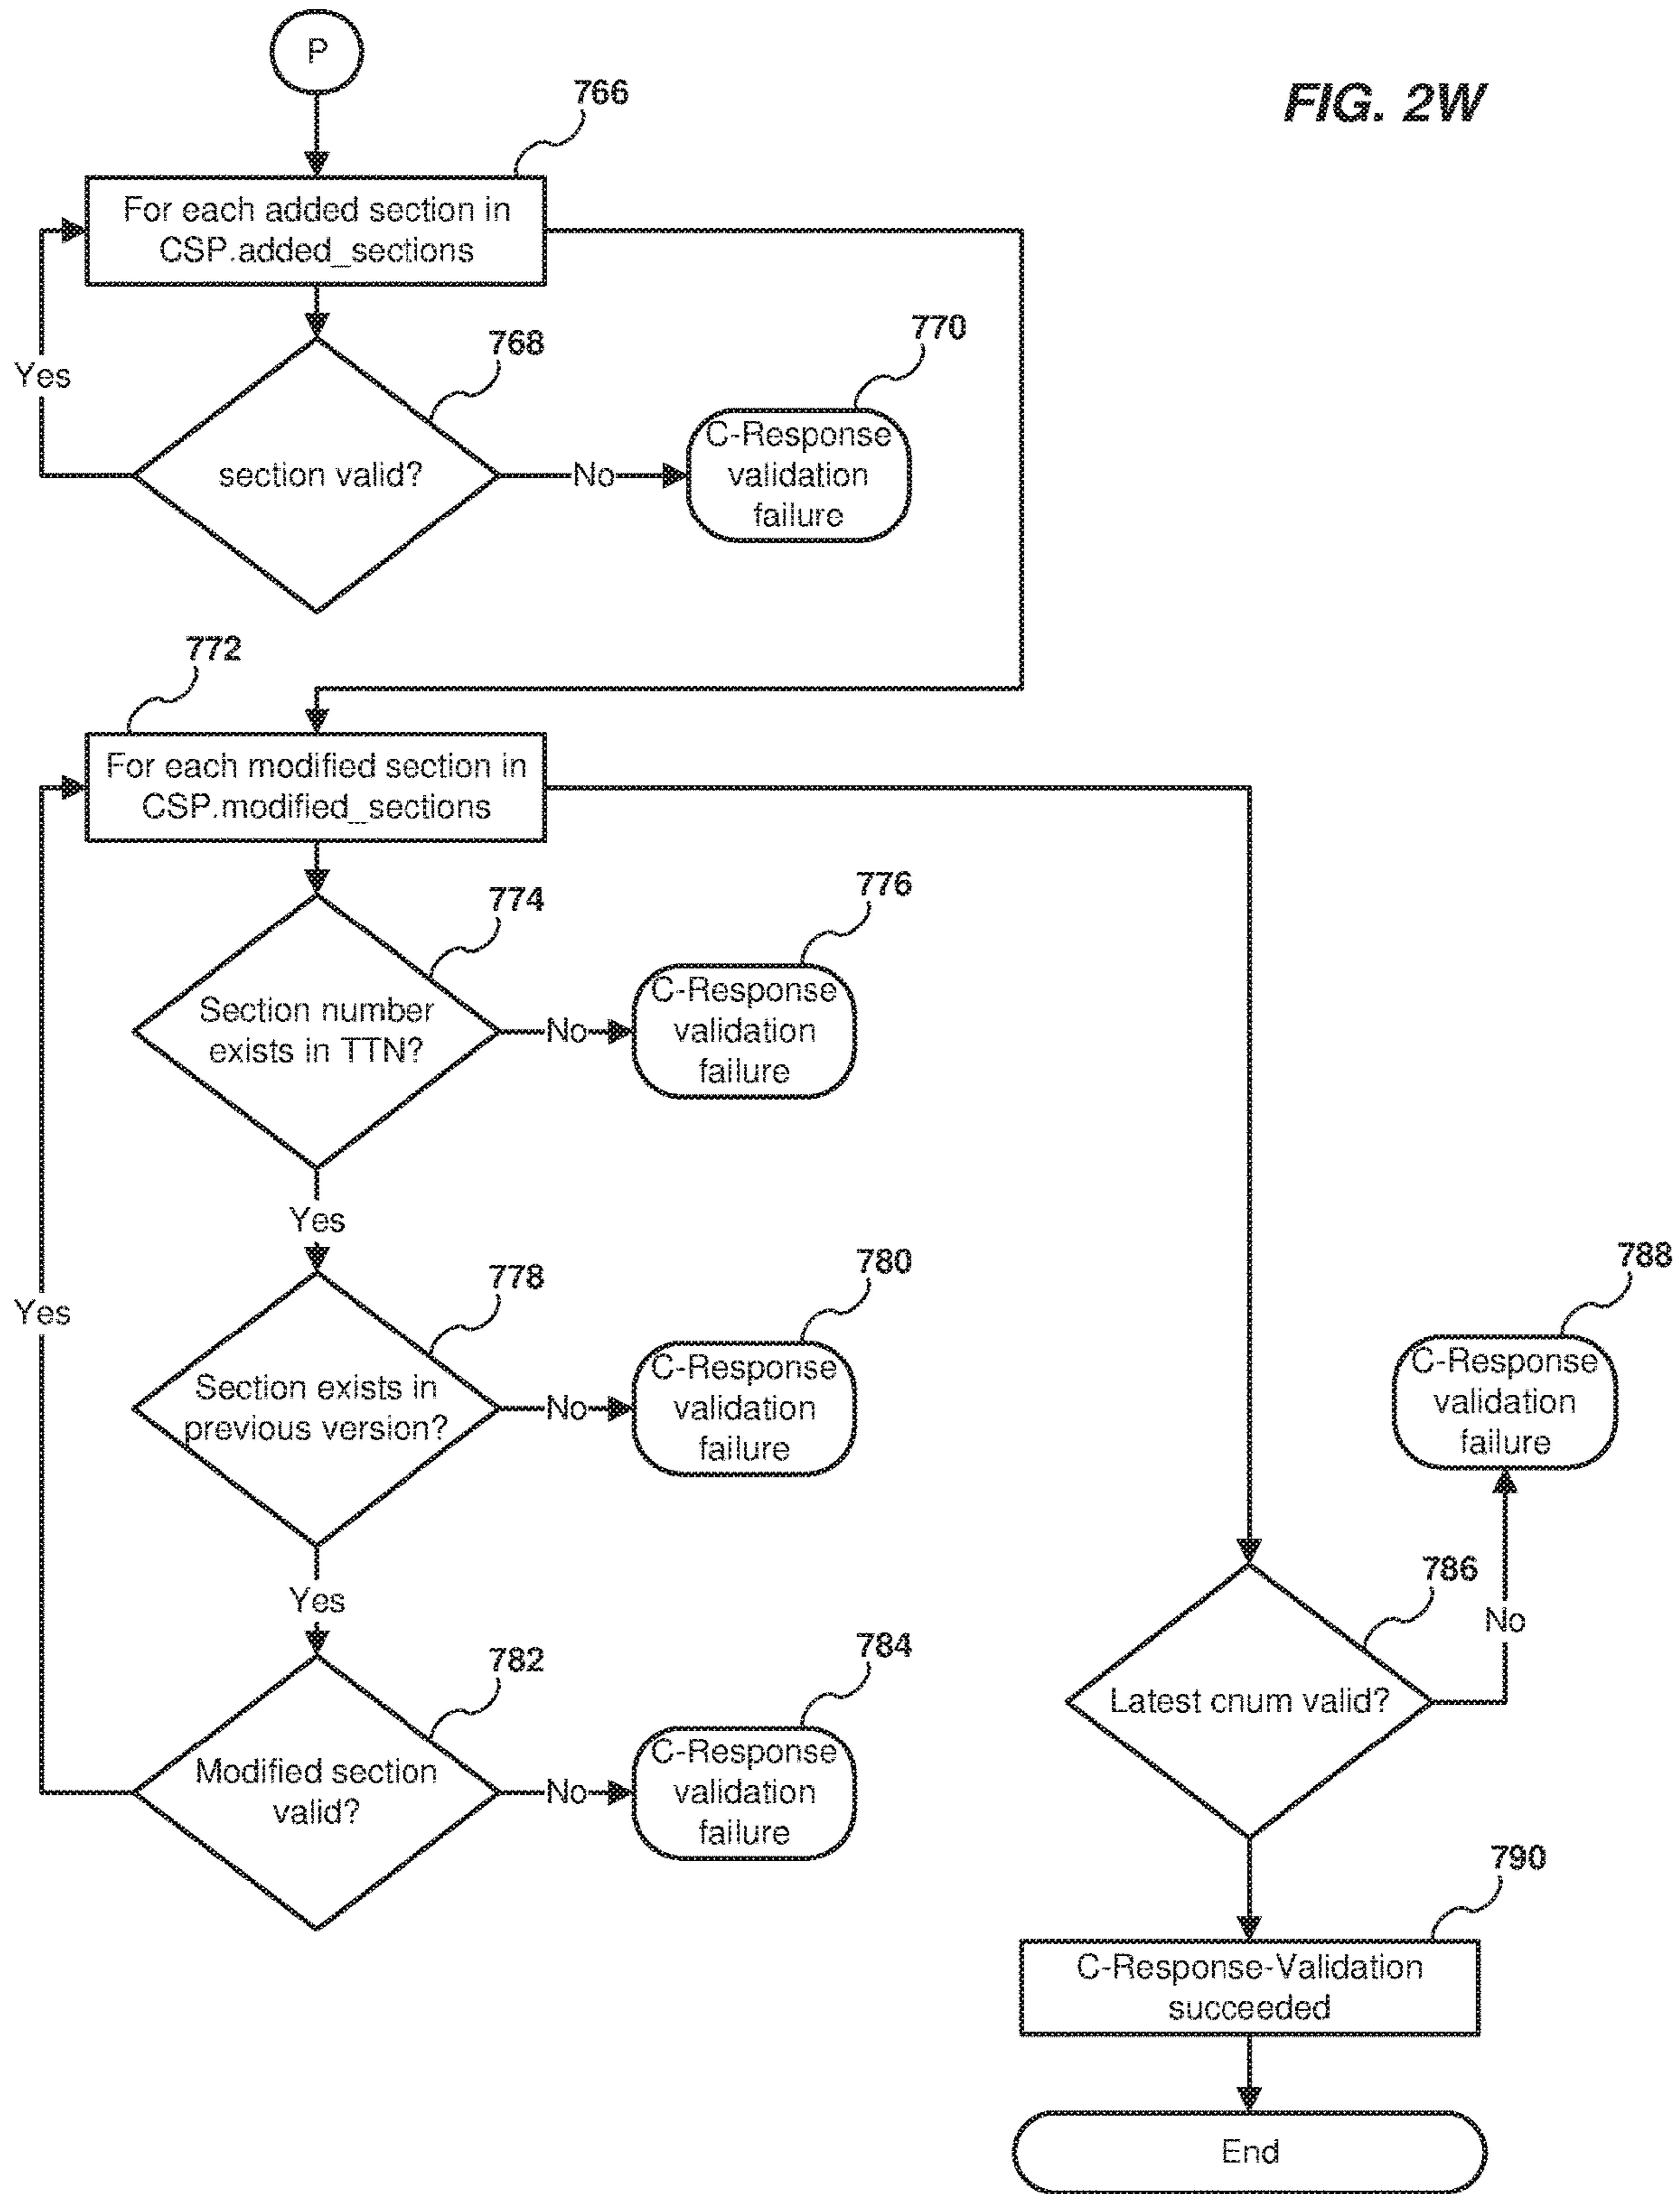 P
FIG. 2W
766
For each added section in
CSP.added_sections
768
770
Yes
section valid?
No
C-Response
validation
failure
772
For each modified section in
CSP.modified_sections
774
776
Section number
exists in TTN?
No
C-Response
validation
failure
Yes
778
780
788
Yes
Section exists in
previous version?
No
C-Response
validation
failure
C-Response
validation
failure
Yes
782
784
786
No
Modified section
valid?
No
C-Response
validation
failure
Latest cnum valid?
790
C-Response-Validation
succeeded
End